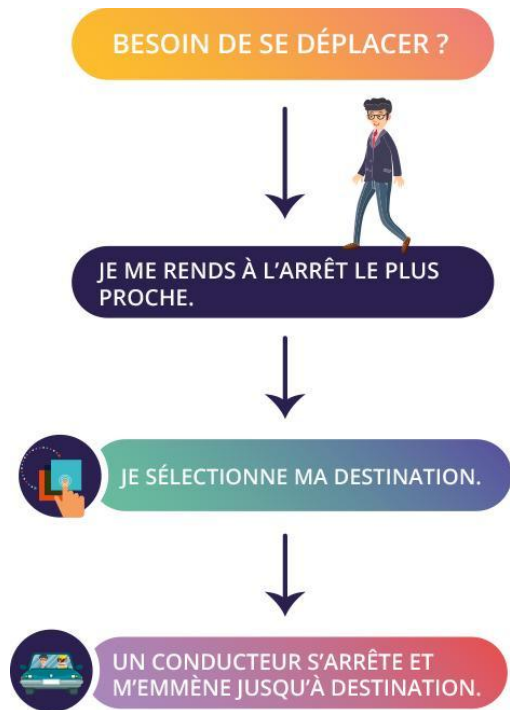 BESOIN DE SE DÉPLACER ?
JE ME RENDS À L'ARRÊT LE PLUS
PROCHE.
JE SÉLECTIONNE MA DESTINATION.
UN CONDUCTEUR S'ARRÊTE ET
M'EMMÈNE JUSQU'À DESTINATION.